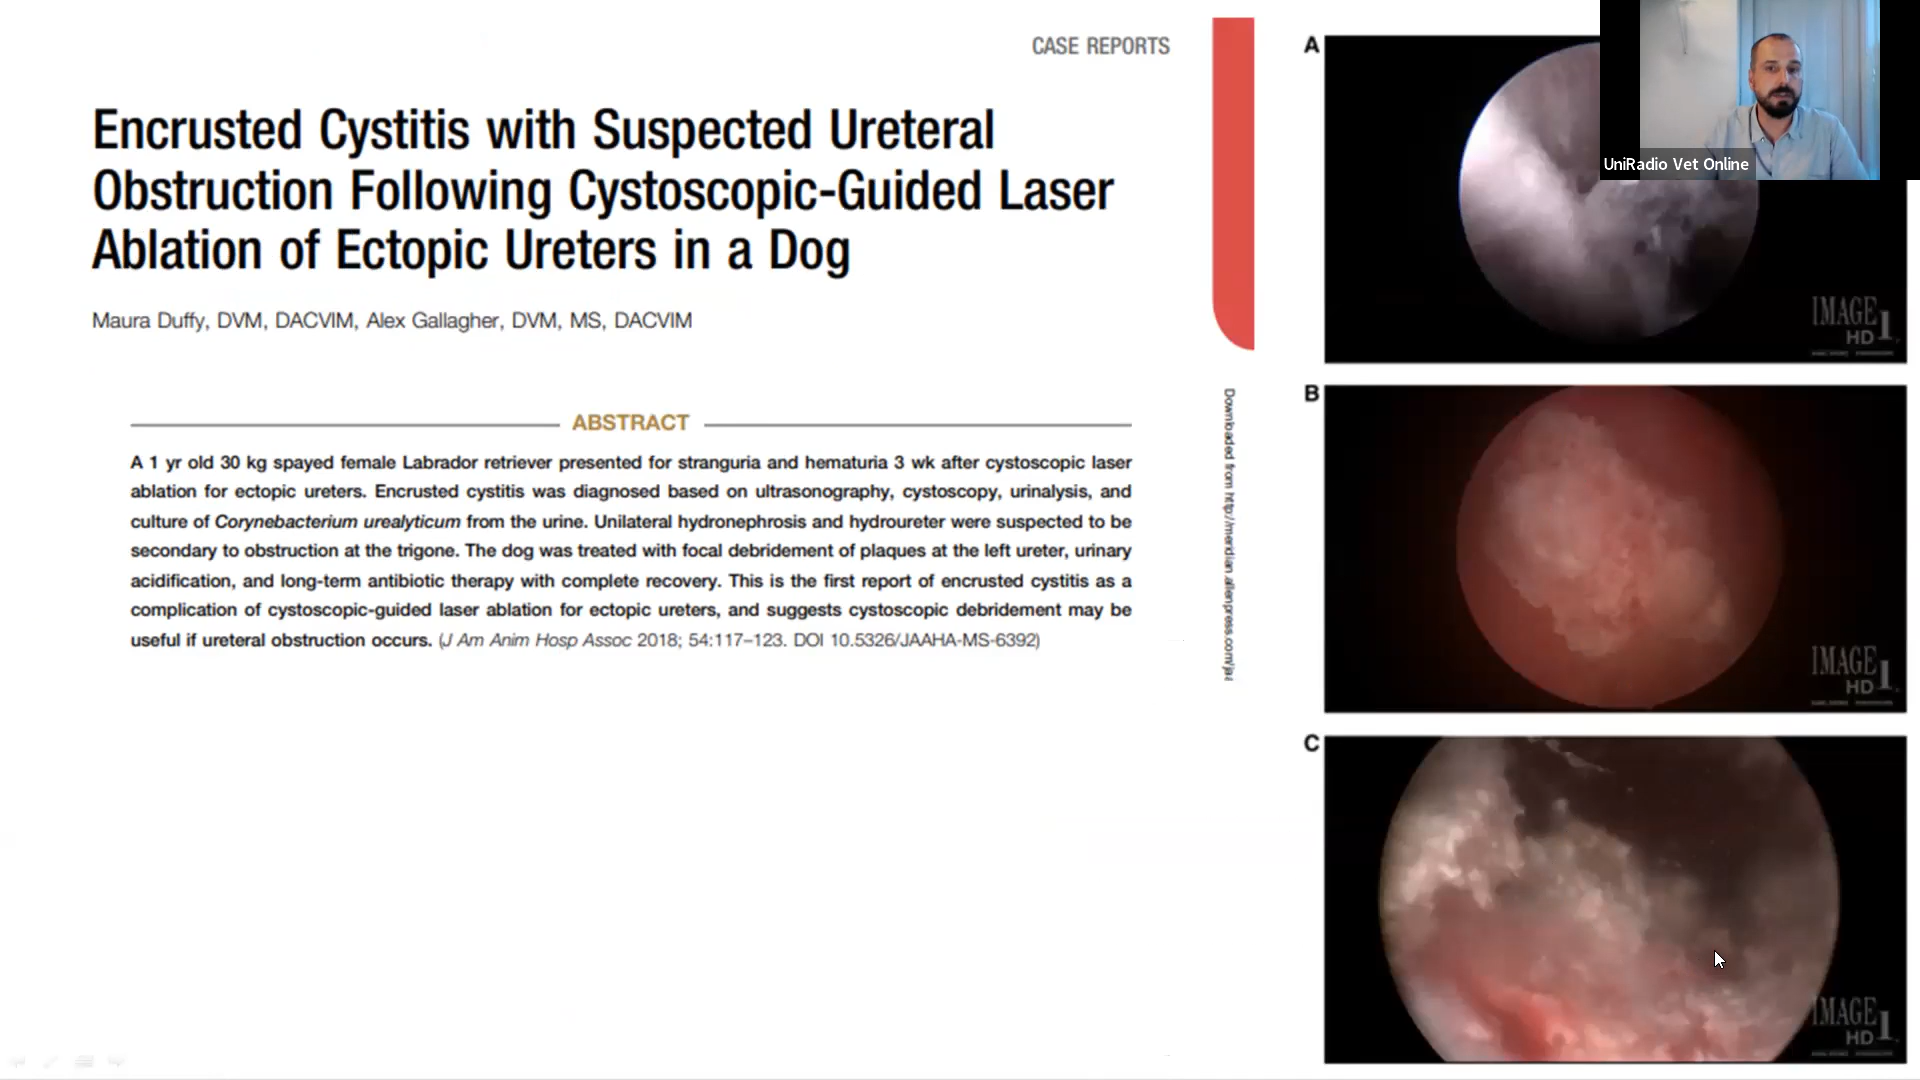 CASE REPORTS
Encrusted Cystitis with Suspected Ureteral
Obstruction Following Cystoscopic-Guided Laser
Ablation of Ectopic Ureters in a Dog
Maura Duffy, DVM, DACVIM, Alex Gallagher, DVM, MS, DACVIM
ABSTRACT
A 1 yr old 30 kg spayed female Labrador retriever presented for stranguria and hematuria 3 wk after cystoscopic laser
ablation for ectopic ureters. Encrusted cystitis was diagnosed based on ultrasonography, cystoscopy, urinalysis, and
culture of Corynebacterium urealyticum from the urine. Unilateral hydronephrosis and hydroureter were suspected to be
secondary to obstruction at the trigone. The dog was treated with focal debridement of plaques at the left ureter, urinary
acidification, and long-term antibiotic therapy with complete recovery. This is the first report of encrusted cystitis as a
complication of cystoscopic-guided laser ablation for ectopic ureters, and suggests cystoscopic debridement may be
useful if ureteral obstruction occurs. (J Am Anim Hosp Assoc 2018; 54:117–123. DOI 10.5326/JAAHA-MS-6392)
Downloaded from http://meridian.allenpress.com/jaa
A
UniRadio Vet Online
IMAGE 1
HD
B
IMAGE 1
HD
C
IMAGE 1
HD